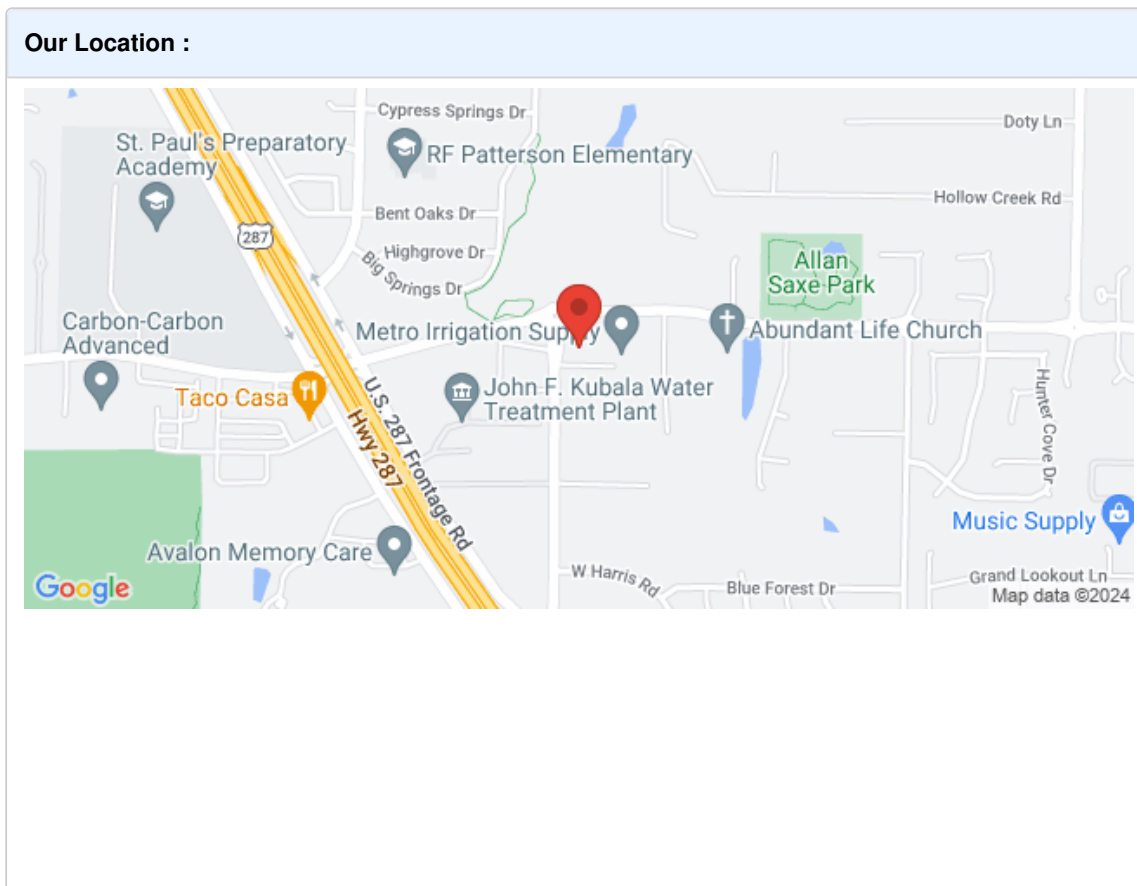 Our Location :
Cypress Springs Dr
Doty Ln
St. Paul's Preparatory
Academy
RF Patterson Elementary
Hollow Creek Rd
Bent Oaks Dr
287
Highgrove Dr
Big Springs Dr
Allan
Saxe Park
Carbon-Carbon
Advanced
Metro Irrigation Supply
Abundant Life Church
Taco Casa
John F. Kubala Water
Treatment Plant
U.S. 287 Frontage Rd
Hwy 287
Hunter Cove Dr
Music Supply
Avalon Memory Care
W Harris Rd
Blue Forest Dr
Grand Lookout Ln
Google
Map data ©2024